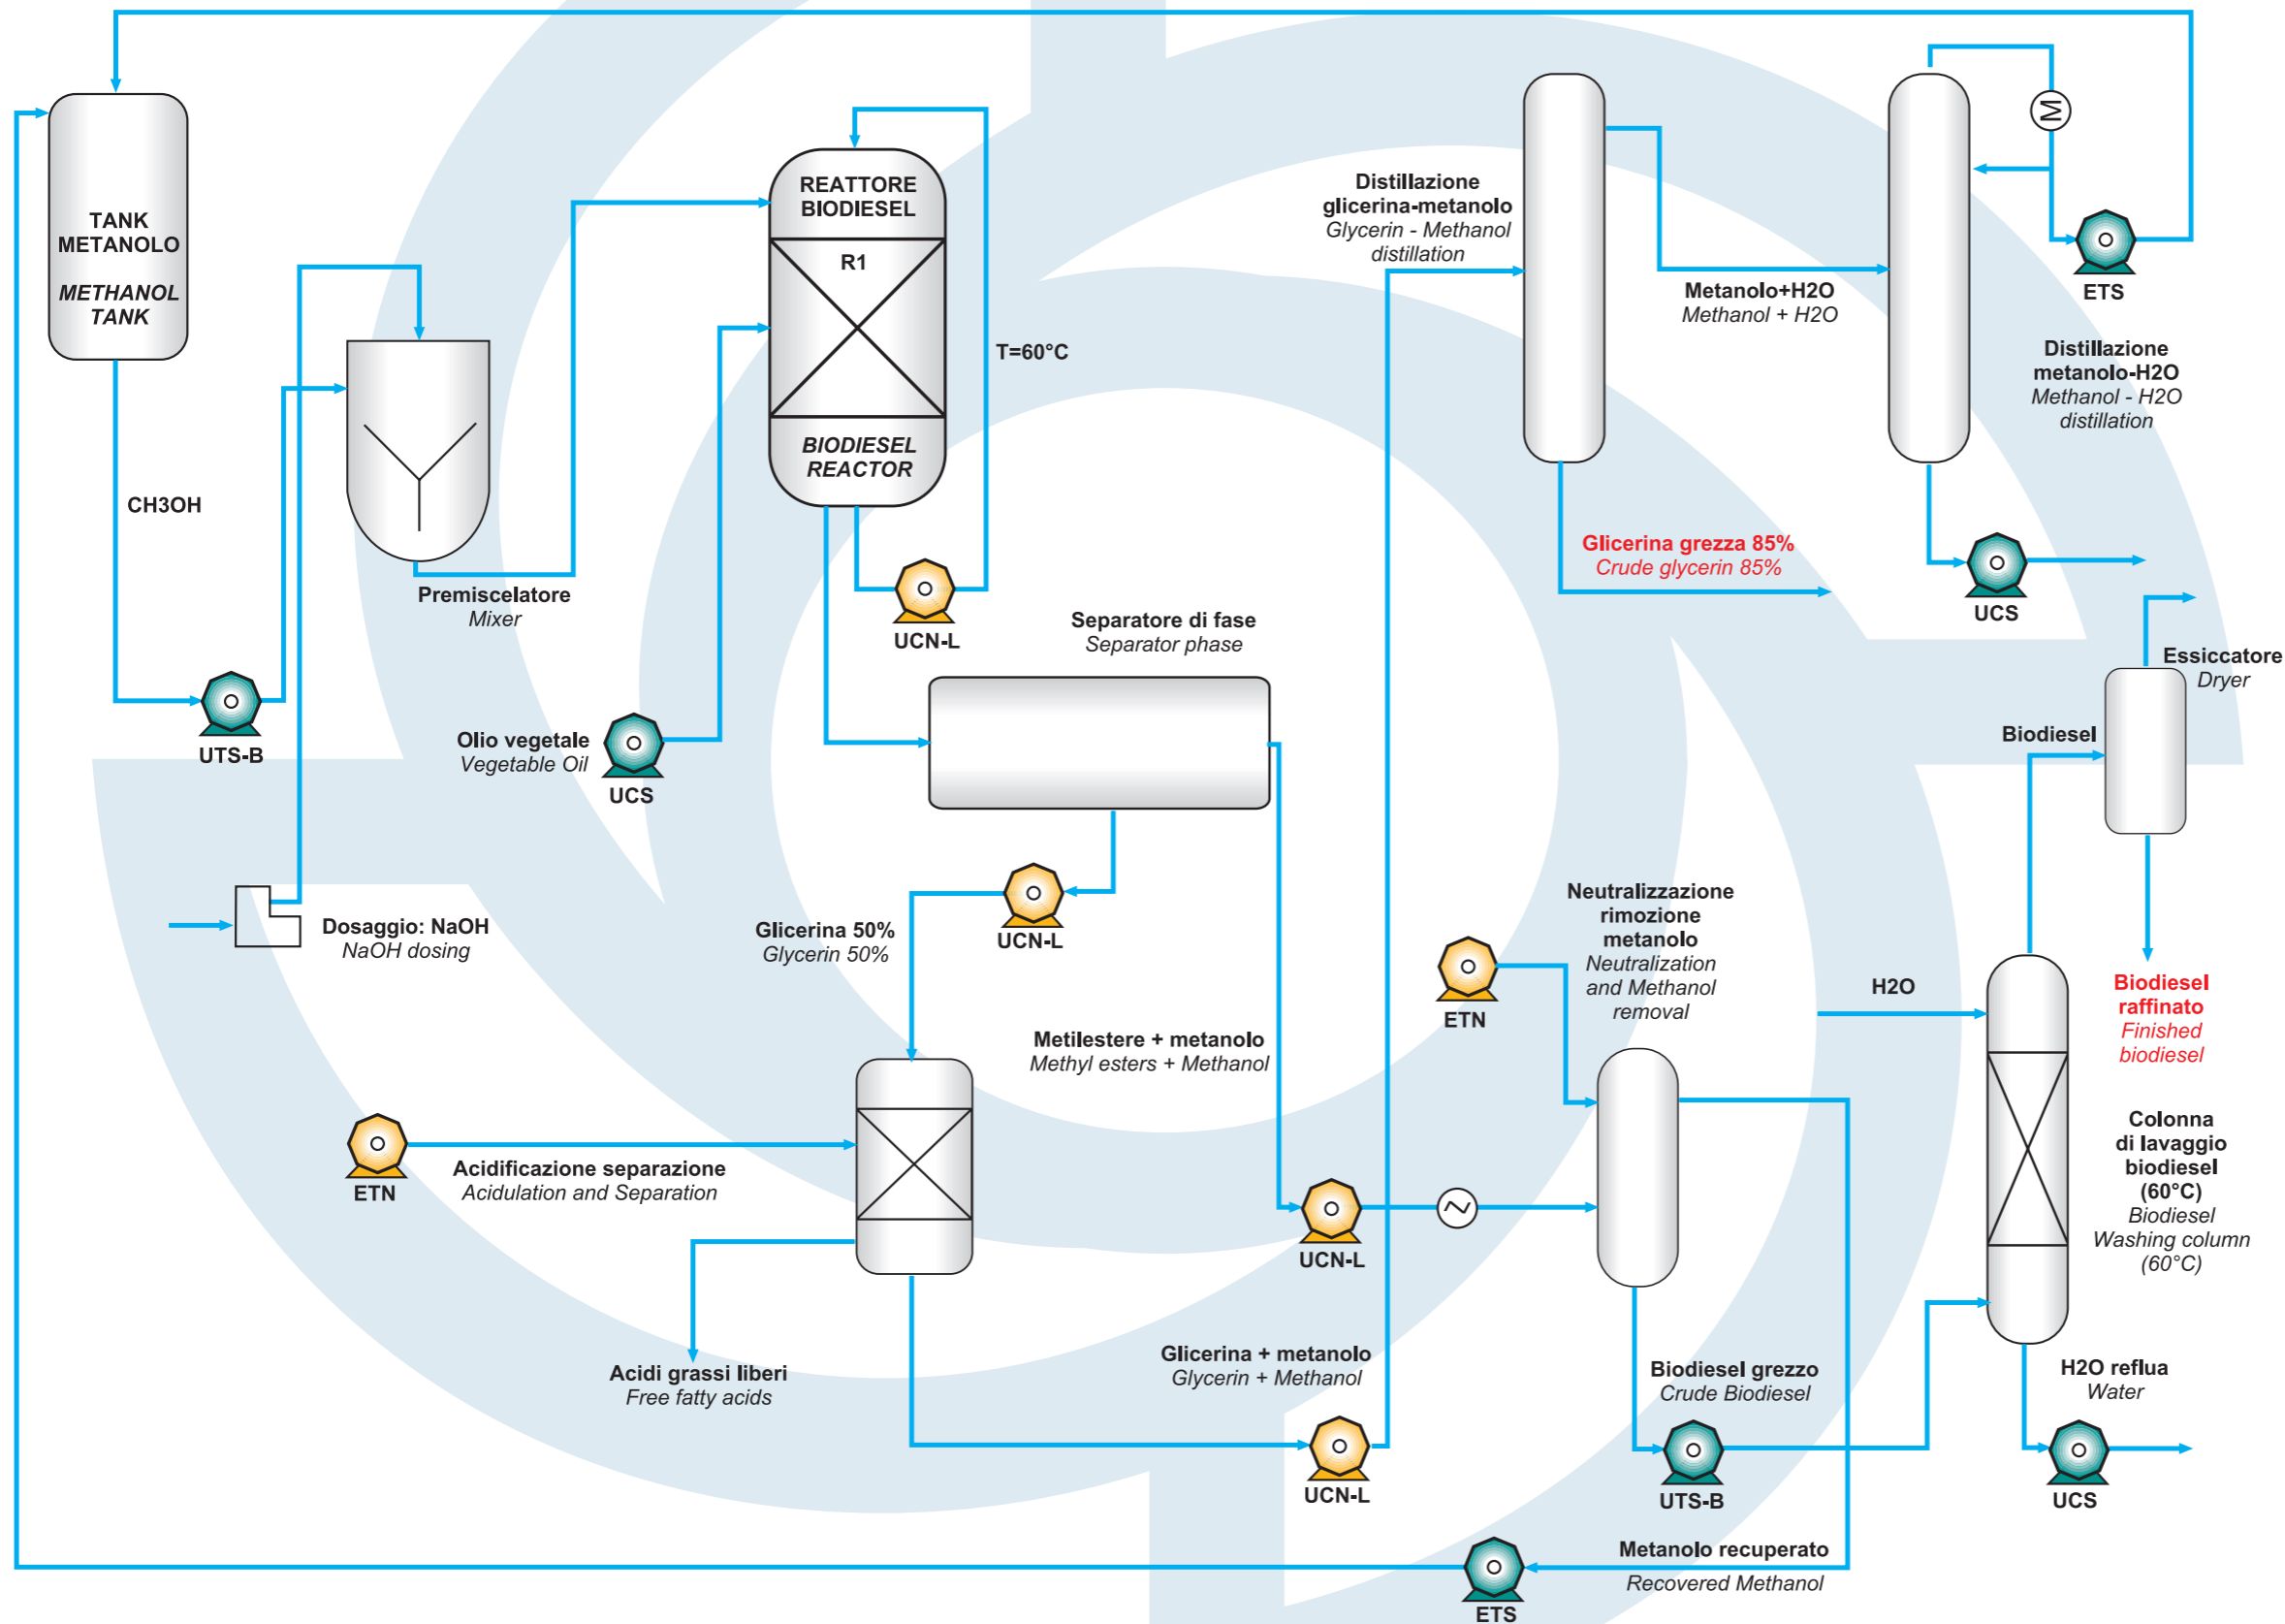 TANK
METANOLO
METHANOL
TANK
CH3OH
UTS-B
Premiscelatore
Mixer
Dosaggio: NaOH
NaOH dosing
REATTORE
BIODIESEL
R1
BIODIESEL
REACTOR
T=60°C
UCN-L
Olio vegetale
Vegetable Oil
UCS
Separatore di fase
Separator phase
UCN-L
Glicerina 50%
Glycerin 50%
Metilestere + metanolo
Methyl esters + Methanol
ETN
Acidificazione separazione
Acidulation and Separation
Acidi grassi liberi
Free fatty acids
Glicerina + metanolo
Glycerin + Methanol
UCN-L
UCN-L
Distillazione
glicerina-metanolo
Glycerin - Methanol
distillation
Metanolo+H2O
Methanol + H2O
ETS
Distillazione
metanolo-H2O
Methanol - H2O
distillation
Glicerina grezza 85%
Crude glycerin 85%
UCS
Essiccatore
Dryer
Biodiesel
Neutralizzazione
rimozione
metanolo
Neutralization
and Methanol
removal
ETN
H2O
Biodiesel
raffinato
Finished
biodiesel
Colonna
di lavaggio
biodiesel
(60°C)
Biodiesel
Washing column
(60°C)
Biodiesel grezzo
Crude Biodiesel
UTS-B
H2O reflua
Water
UCS
Metanolo recuperato
Recovered Methanol
ETS